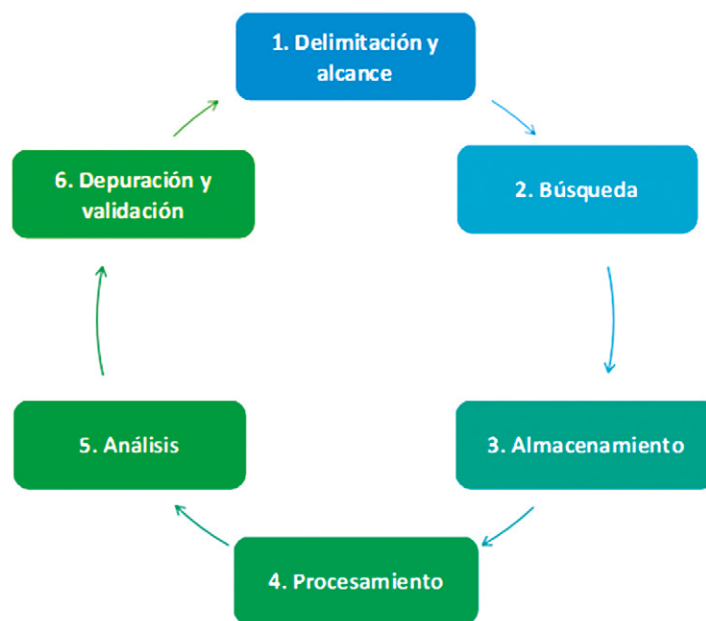 1. Delimitación y
alcance
2. Búsqueda
3. Almacenamiento
4. Procesamiento
5. Análisis
6. Depuración y
validación